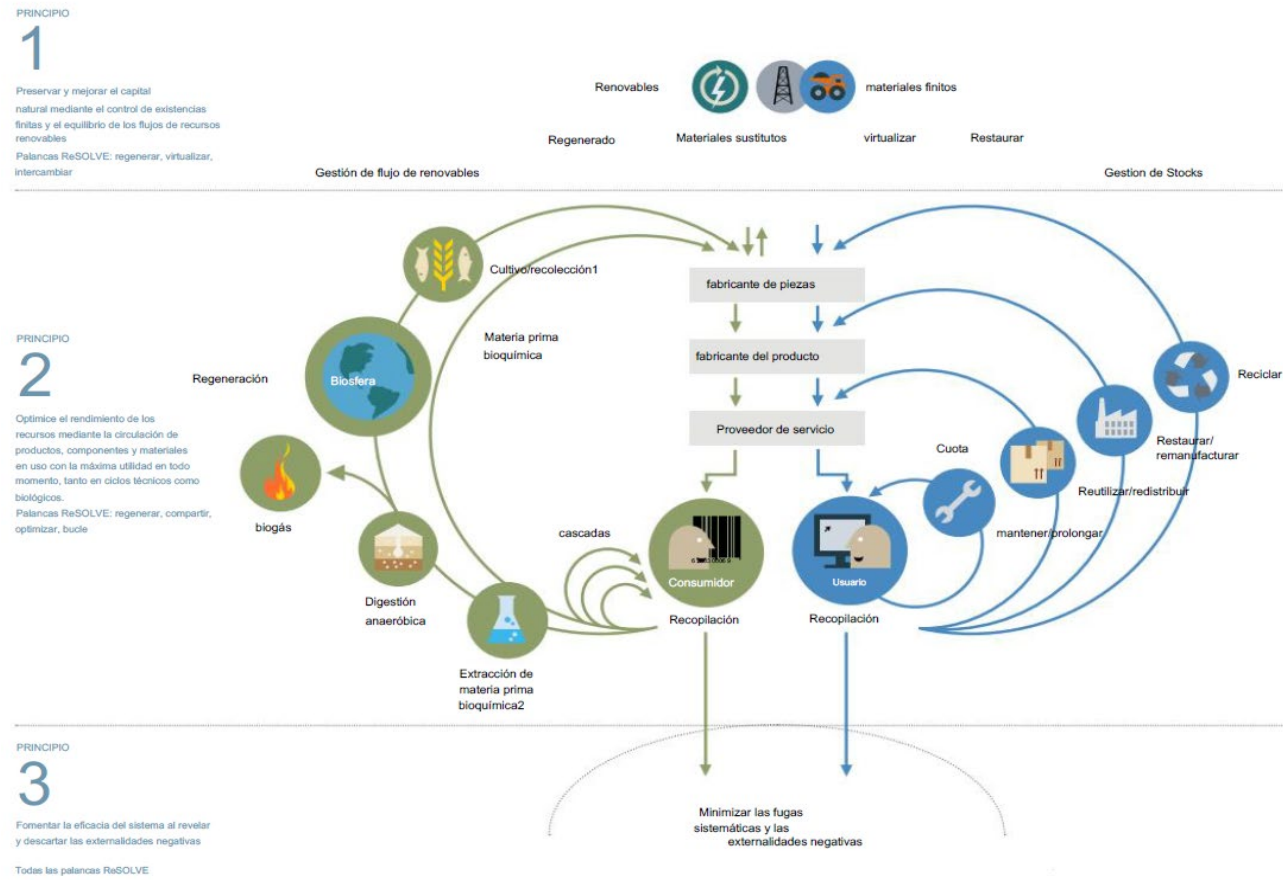 PRINCIPIO
1
Preservar y mejorar el capital
natural mediante el control de existencias
finitas y el equilibrio de los flujos de recursos
renovables
Palancas ReSOLVE: regenerar, virtualizar,
intercambiar
Renovables
materiales finitos
Regenerado
Materiales sustitutos
virtualizar
Restaurar
Gestión de flujo de renovables
Gestion de Stocks
PRINCIPIO
2
Optimice el rendimiento de los
recursos mediante la circulación de
productos, componentes y materiales
en uso con la máxima utilidad en todo
momento, tanto en ciclos técnicos como
biológicos.
Palancas ReSOLVE: regenerar, compartir,
optimizar, bucle
Cultivo/recolección1
Materia prima
bioquímica
Regeneración
Biosfera
biogás
Digestión
anaeróbica
Extracción de
materia prima
bioquímica2
cascadas
fabricante de piezas
fabricante del producto
Proveedor de servicio
Consumidor
Usuario
Recopilación
Recopilación
Cuota
mantener/prolongar
Reutilizar/redistribuir
Restaurar/
remanufacturar
Reciclar
PRINCIPIO
3
Fomentar la eficacia del sistema al revelar
y descartar las externalidades negativas
Todas las palancas ReSOLVE
Minimizar las fugas
sistemáticas y las
externalidades negativas